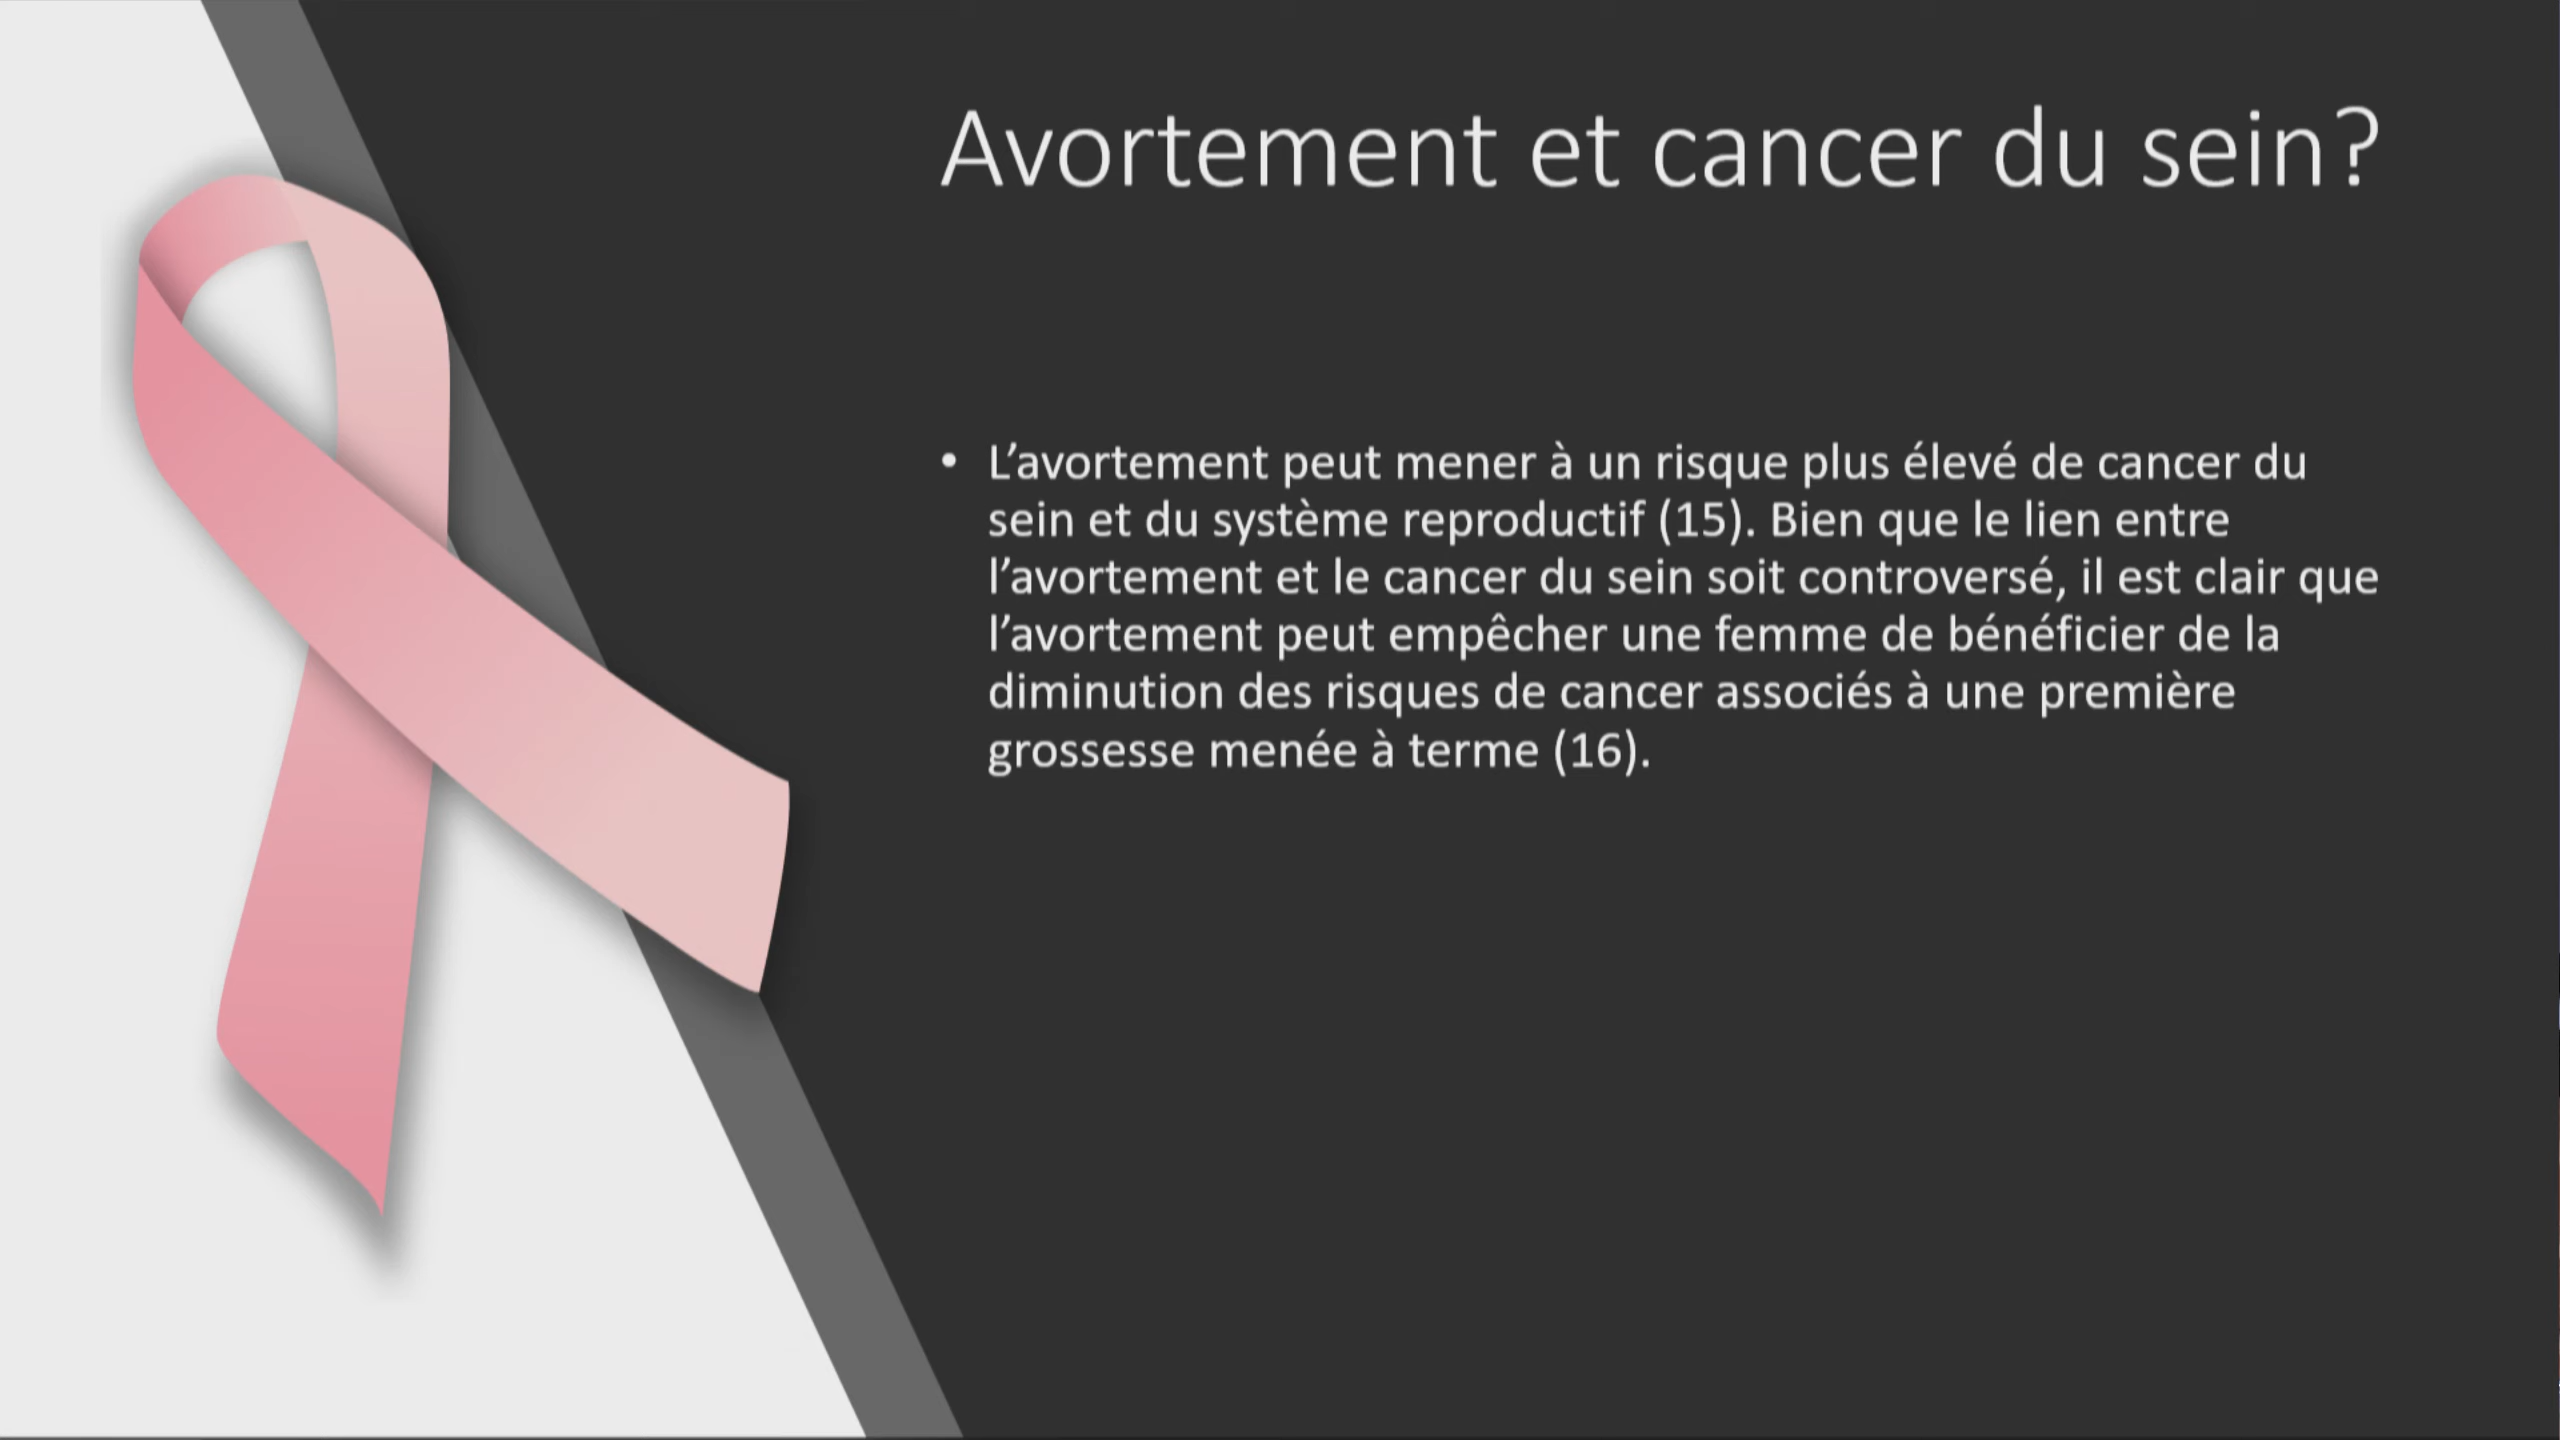 Avortement et cancer du sein?
• L’avortement peut mener à un risque plus élevé de cancer du
sein et du système reproductif (15). Bien que le lien entre
l’avortement et le cancer du sein soit controversé, il est clair que
l’avortement peut empêcher une femme de bénéficier de la
diminution des risques de cancer associés à une première
grossesse menée à terme (16).